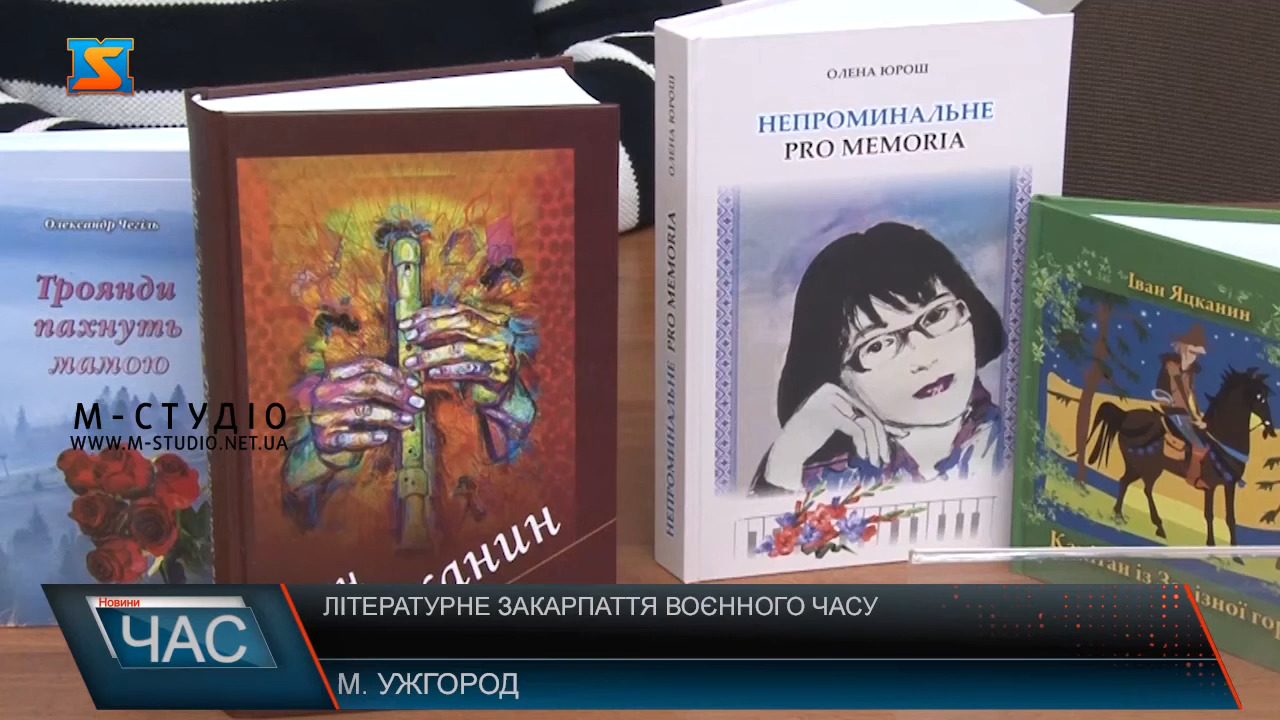 Олександр Чегіль
Троянди
пахнуть
мамою
М-СТУДІО
WWW.M-STUDIO.NET.UA
ОЛЕНА ЮРОШ
НЕПРОМИНАЛЬНЕ
PRO MEMORIA
НЕПРОМИНАЛЬНЕ PRO MEMORIA ОЛЕНА ЮРОШ
Іван Яцканин
Новини
ЧАС
ЛІТЕРАТУРНЕ ЗАКАРПАТТЯ ВОЄННОГО ЧАСУ
М. УЖГОРОД